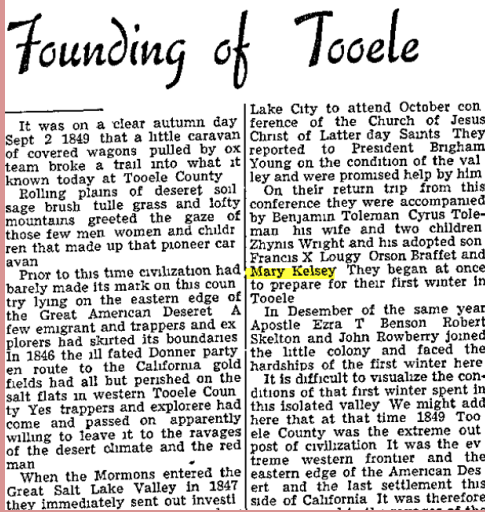 Founding of Tooele
It was on a clear autumn day
Sept 2 1849 that a little caravan
of covered wagons pulled by ox
team broke a trail into what it
known today at Tooele County
Rolling plains of deseret soil
sage brush tulle grass and lofty
mountains greeted the gaze of
those few men women and childr
ren that made up that pioneer car
avan
Prior to this time civilization had
barely made its mark on this coun
try lying on the eastern edge of
the Great American Deseret A
few emigrant and trappers and ex
plorers had skirted its boundaries
In 1846 the ill fated Donner party
en route to the California gold
fields had all but perished on the
salt flats in western Tooele Coun
ty Yes trappers and explorere had
come and passed on apparently
willing to leave it to the ravages
of the desert climate and the red
man
When the Mormons entered the
Great Salt Lake Valley in 1847
they immediately sent out investi
Lake City to attend October con
ference of the Church of Jesus
Christ of Latter day Saints They
reported to President Brigham
Young on the condition of the val
ley and were promised help by him
On their return trip from this
conference they were accompanied
by Benjamin Toleman Cyrus Tole-
man his wife and two children
Zhynis Wright and his adopted son
Francis X Lougy Orson Braffet and
Mary Kelsey They began at once
to prepare for their first winter in
Tooele
In Desember of the same year
Apostle Ezra T Benson Robert
Skelton and John Rowberry joined
the little colony and faced the
hardships of the first winter here
It is difficult to visualize the con-
ditions of that first winter spent in
this isolated valley We might add
here that at that time 1849 Too
ele County was the extreme out
post of civilization It was the ev
treme western frontier and the
eastern edge of the American Des
ert and the last settlement this
side of California It was therefore